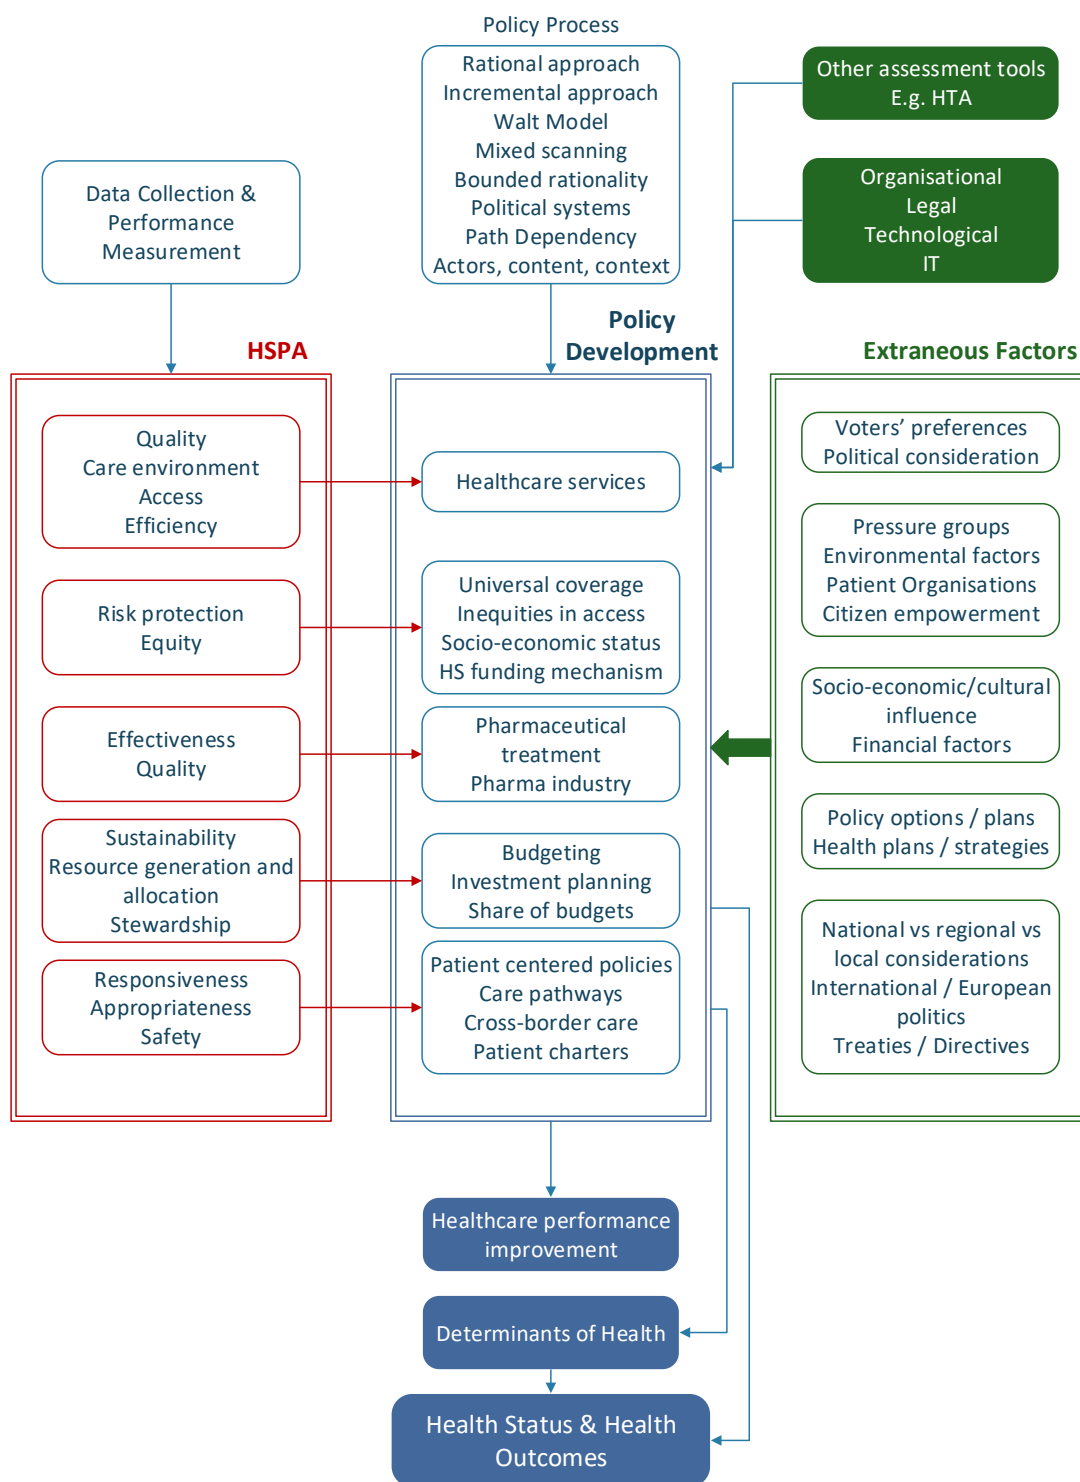 Policy Process
Rational approach
Incremental approach
Walt Model
Mixed scanning
Bounded rationality
Political systems
Path Dependency
Actors, content, context
Other assessment tools
E.g. HTA
Organisational
Legal
Technological
IT
Data Collection &
Performance
Measurement
HSPA
Policy
Development
Extraneous Factors
Quality
Care environment
Access
Efficiency
Risk protection
Equity
Effectiveness
Quality
Sustainability
Resource generation and
allocation
Stewardship
Responsiveness
Appropriateness
Safety
Healthcare services
Universal coverage
Inequities in access
Socio-economic status
HS funding mechanism
Pharmaceutical
treatment
Pharma industry
Budgeting
Investment planning
Share of budgets
Patient centered policies
Care pathways
Cross-border care
Patient charters
Voters’ preferences
Political consideration
Pressure groups
Environmental factors
Patient Organisations
Citizen empowerment
Socio-economic/cultural
influence
Financial factors
Policy options / plans
Health plans / strategies
National vs regional vs
local considerations
International / European
politics
Treaties / Directives
Healthcare performance
improvement
Determinants of Health
Health Status & Health
Outcomes